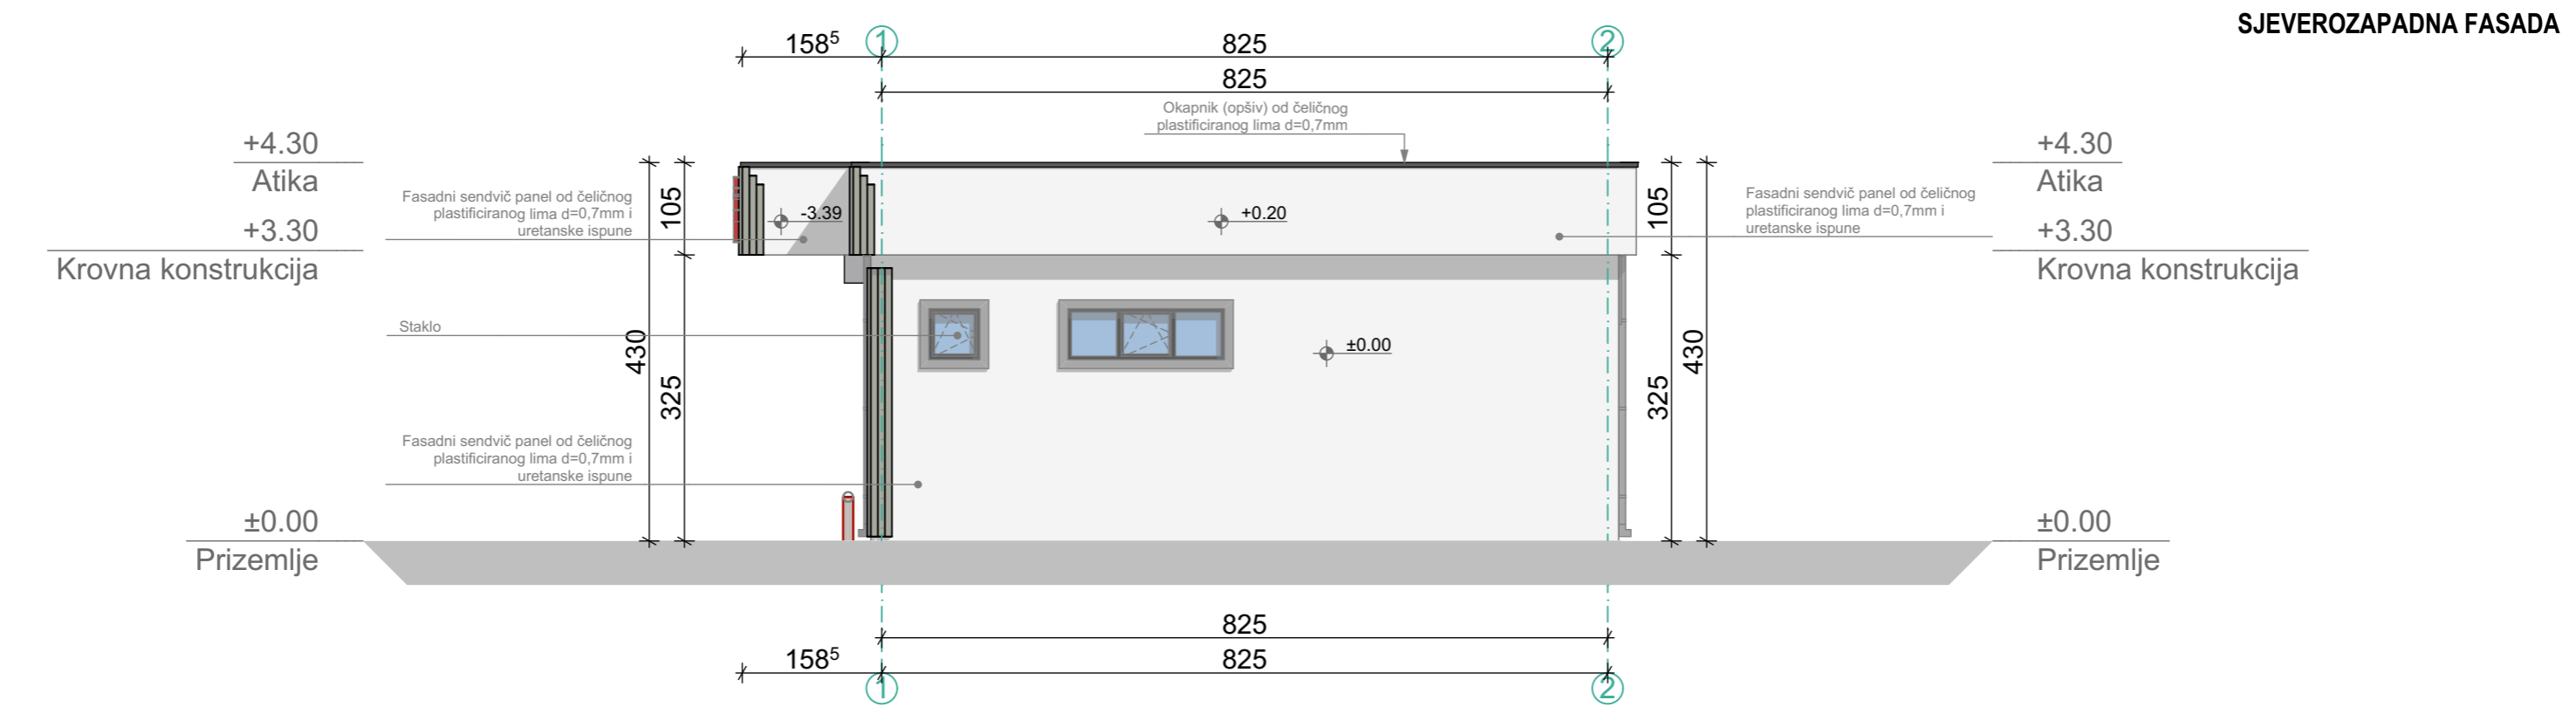 SJEVEROZAPADNA FASADA
158⁵
1
825
2
825
Okapnik (opšiv) od čeličnog
plastificiranog lima d=0,7mm
+4.30
Atika
+3.30
Krovna konstrukcija
Fasadni sendvič panel od čeličnog
plastificiranog lima d=0,7mm i
uretanske ispune
105
-3.39
+0.20
105
Fasadni sendvič panel od čeličnog
plastificiranog lima d=0,7mm i
uretanske ispune
+4.30
Atika
+3.30
Krovna konstrukcija
Staklo
430
325
±0.00
325
430
Fasadni sendvič panel od čeličnog
plastificiranog lima d=0,7mm i
uretanske ispune
±0.00
Prizemlje
±0.00
Prizemlje
825
158⁵
825
1
2